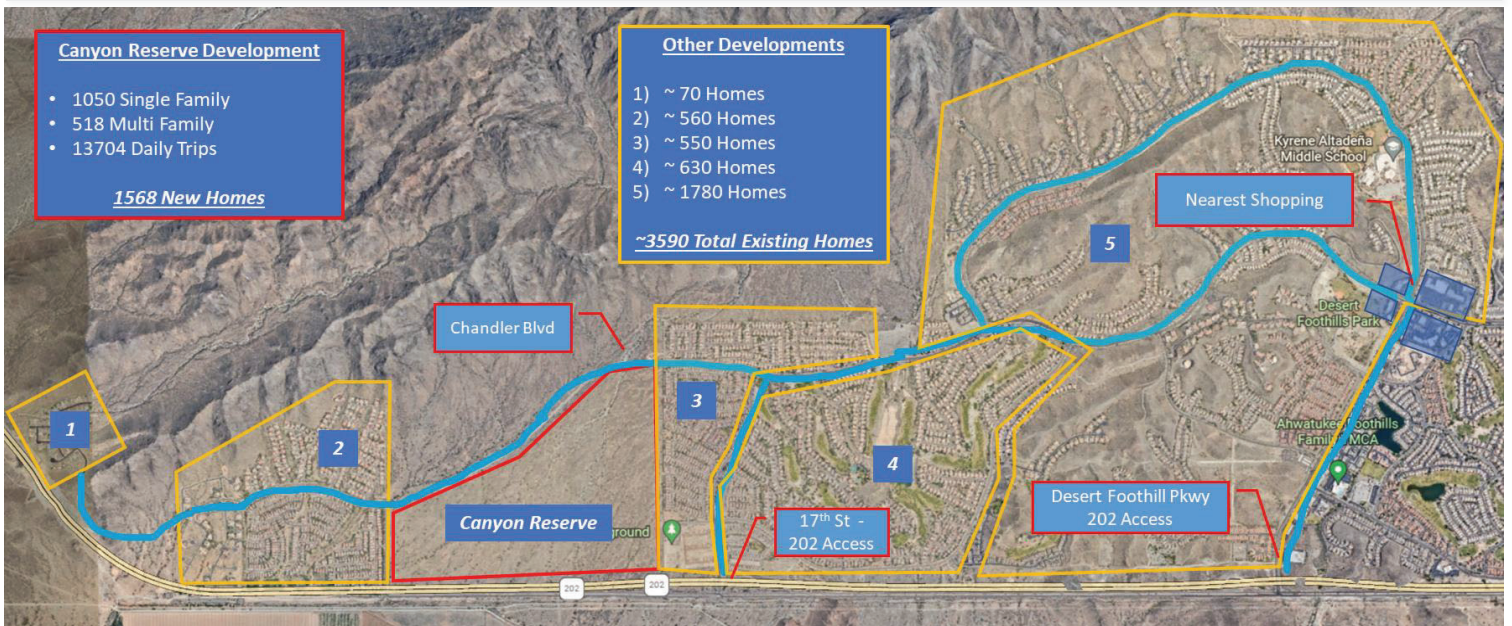 Canyon Reserve Development
• 1050 Single Family
• 518 Multi Family
• 13704 Daily Trips
1568 New Homes
Other Developments
1) ~ 70 Homes
2) ~ 560 Homes
3) ~ 550 Homes
4) ~ 630 Homes
5) ~ 1780 Homes
~3590 Total Existing Homes
Kyrene Altadeña
Middle School
Nearest Shopping
5
Desert
Foothills Park
Chandler Blvd
1
2
3
4
Ahwatukee Foothills
Family YMCA
Canyon Reserve
17th St -
202 Access
Desert Foothill Pkwy
202 Access
202
202